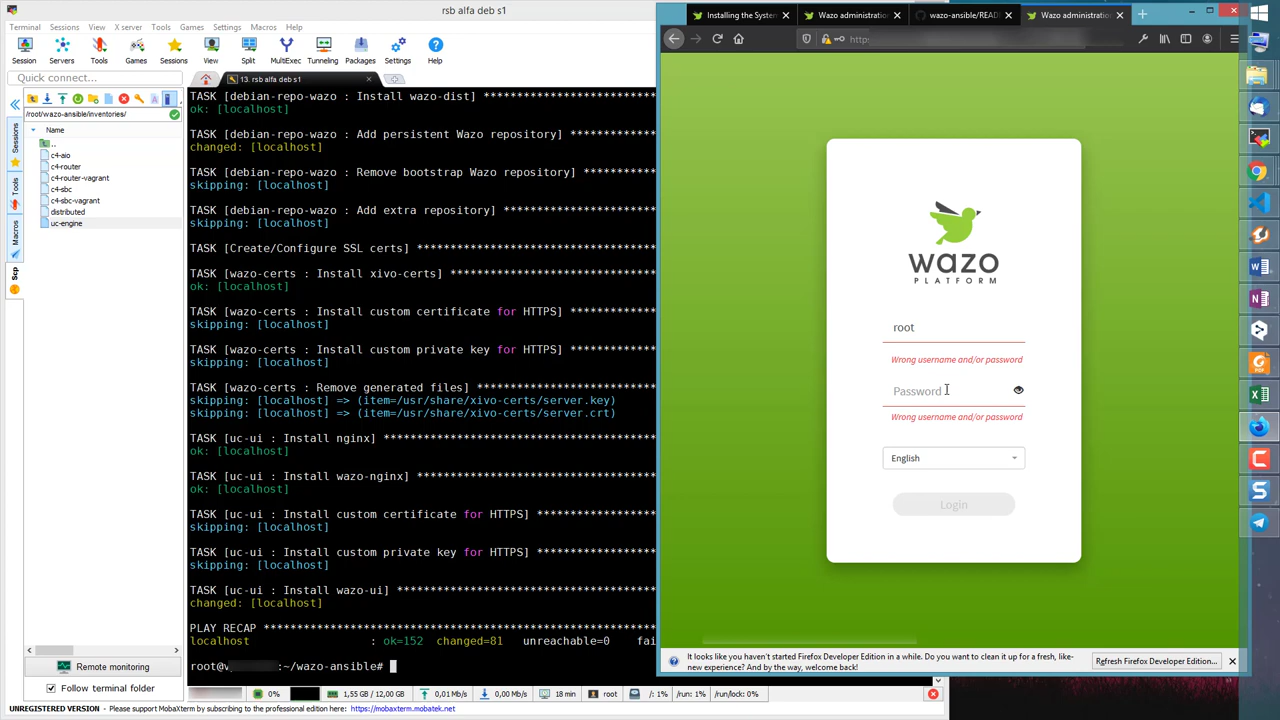 rsb alfa deb s1
Terminal Sessions View X server Tools Games Settings Macros Help
Session Servers Tools Games Sessions View Split MultiExec Tunneling Packages Settings Help
Quick connect...
13. rsb alfa deb s1
/root/wazo-ansible/inventories/
Name
..
c4-aio
c4-router
c4-router-vagrant
c4-sbc
c4-sbc-vagrant
distributed
uc-engine
Sessions
Tools
Macros
Scp
Remote monitoring
Follow terminal folder
TASK [debian-repo-wazo : Install wazo-dist] *************************
ok: [localhost]
TASK [debian-repo-wazo : Add persistent Wazo repository] ************
changed: [localhost]
TASK [debian-repo-wazo : Remove bootstrap Wazo repository] **********
skipping: [localhost]
TASK [debian-repo-wazo : Add extra repository] **********************
skipping: [localhost]
TASK [Create/Configure SSL certs] ***********************************
TASK [wazo-certs : Install xivo-certs] ******************************
ok: [localhost]
TASK [wazo-certs : Install custom certificate for HTTPS] ************
skipping: [localhost]
TASK [wazo-certs : Install custom private key for HTTPS] ************
skipping: [localhost]
TASK [wazo-certs : Remove generated files] **************************
skipping: [localhost] => (item=/usr/share/xivo-certs/server.key)
skipping: [localhost] => (item=/usr/share/xivo-certs/server.crt)
TASK [uc-ui : Install nginx] ****************************************
ok: [localhost]
TASK [uc-ui : Install wazo-nginx] ***********************************
ok: [localhost]
TASK [uc-ui : Install custom certificate for HTTPS] *****************
skipping: [localhost]
TASK [uc-ui : Install custom private key for HTTPS] *****************
skipping: [localhost]
TASK [uc-ui : Install wazo-ui] **************************************
changed: [localhost]
PLAY RECAP **********************************************************
localhost : ok=152 changed=81 unreachable=0 fai
root@v :~/wazo-ansible#
0% 1,55 GB / 12,00 GB 0,01 Mb/s 0,00 Mb/s 18 min root /: 1% /run: 1% /run/lock: 0%
UNREGISTERED VERSION - Please support MobaXterm by subscribing to the professional edition here: https://mobaxterm.mobatek.net
Installing the System Wazo administration wazo-ansible/READ Wazo administration
https:
wazo
PLATFORM
root
Wrong username and/or password
Password
Wrong username and/or password
English
Login
It looks like you haven't started Firefox Developer Edition in a while. Do you want to clean it up for a fresh, like-
new experience? And by the way, welcome back!
Refresh Firefox Developer Edition...